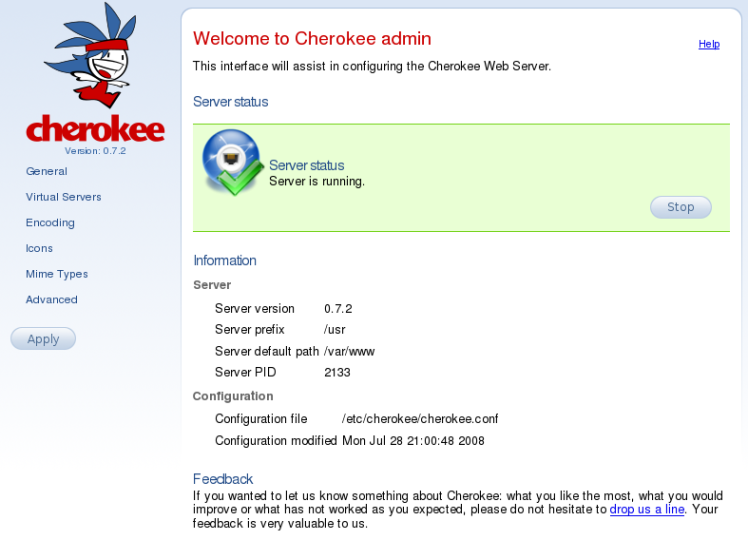 cherokee
Version: 0.7.2
General
Virtual Servers
Encoding
Icons
Mime Types
Advanced
Apply
Welcome to Cherokee admin
Help
This interface will assist in configuring the Cherokee Web Server.
Server status
Server status
Server is running.
Stop
Information
Server
Server version 0.7.2
Server prefix /usr
Server default path /var/www
Server PID 2133
Configuration
Configuration file /etc/cherokee/cherokee.conf
Configuration modified Mon Jul 28 21:00:48 2008
Feedback
If you wanted to let us know something about Cherokee: what you like the most, what you would
improve or what has not worked as you expected, please do not hesitate to drop us a line. Your
feedback is very valuable to us.